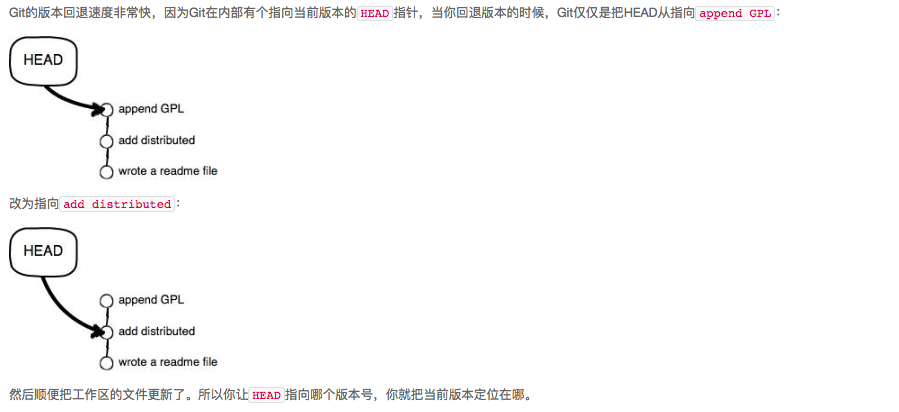 Git的版本回退速度非常快，因为Git在内部有个指向当前版本的HEAD指针，当你回退版本的时候，Git仅仅是把HEAD从指向append GPL：
HEAD
append GPL
add distributed
wrote a readme file
改为指向add distributed：
HEAD
append GPL
add distributed
wrote a readme file
然后顺便把工作区的文件更新了。所以你让HEAD指向哪个版本号，你就把当前版本定位在哪。